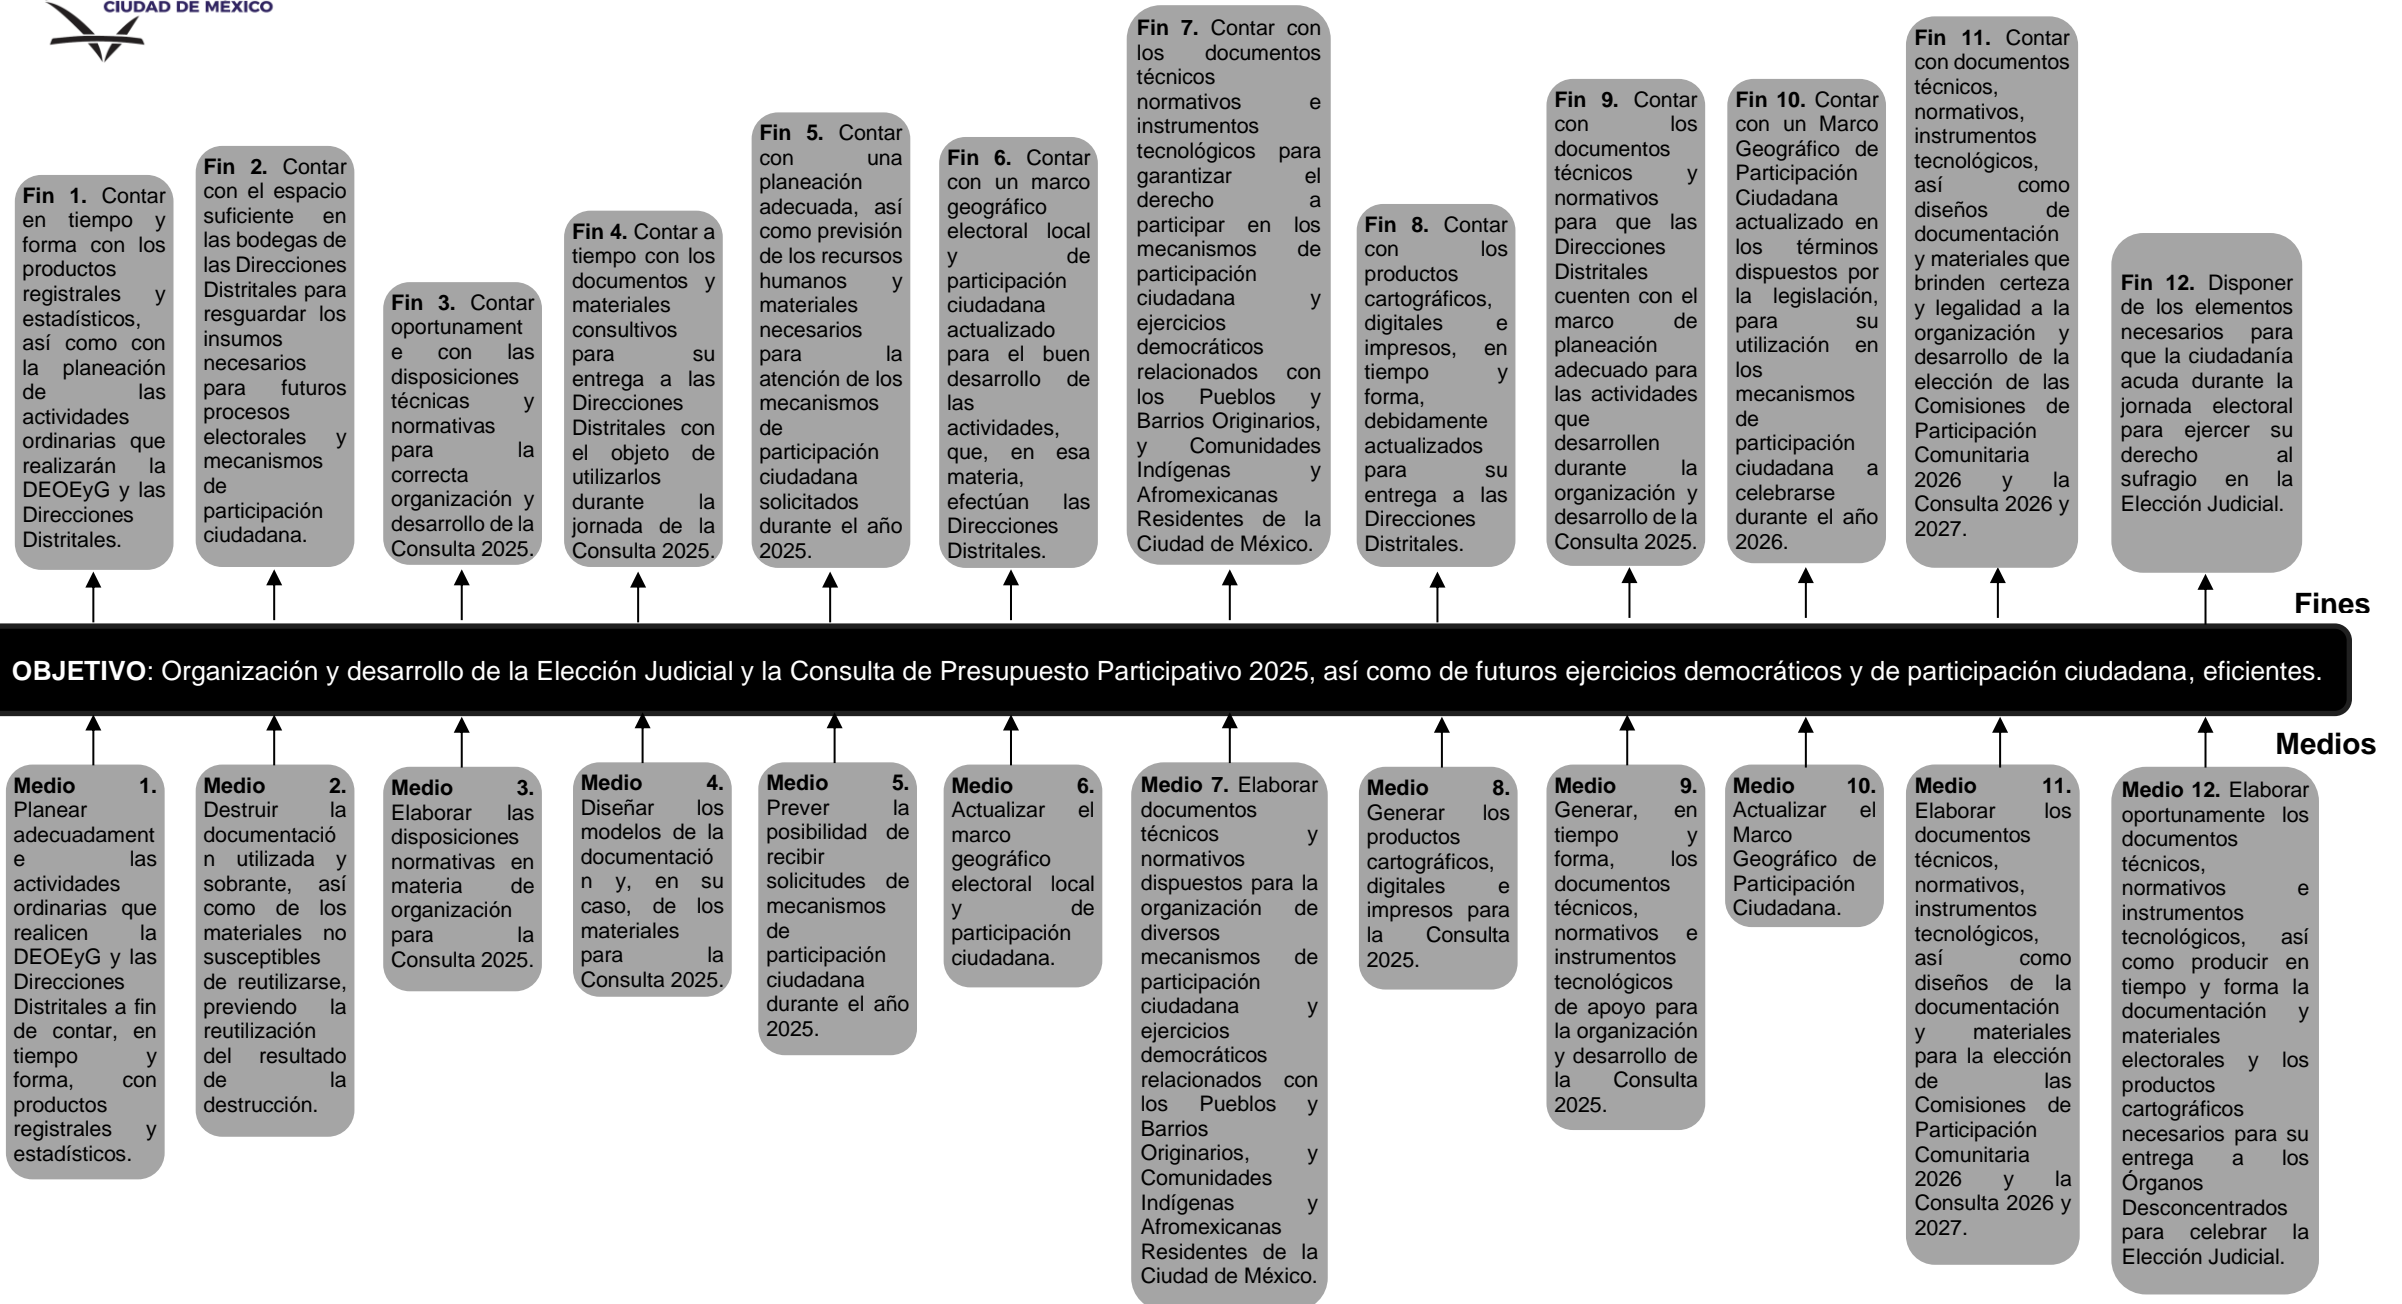 CIUDAD DE MÉXICO
Fin 1. Contar
en tiempo y
forma con los
productos
registrales y
estadísticos,
así como con
la planeación
de las
actividades
ordinarias que
realizarán la
DEOEyG y las
Direcciones
Distritales.
Fin 2. Contar
con el espacio
suficiente en
las bodegas de
las Direcciones
Distritales para
resguardar los
insumos
necesarios
para futuros
procesos
electorales y
mecanismos
de
participación
ciudadana.
Fin 3. Contar
oportunament
e con las
disposiciones
técnicas y
normativas
para la
correcta
organización y
desarrollo de la
Consulta 2025.
Fin 4. Contar a
tiempo con los
documentos y
materiales
consultivos
para su
entrega a las
Direcciones
Distritales con
el objeto de
utilizarlos
durante la
jornada de la
Consulta 2025.
Fin 5. Contar
con una
planeación
adecuada, así
como previsión
de los recursos
humanos y
materiales
necesarios
para la
atención de los
mecanismos
de
participación
ciudadana
solicitados
durante el año
2025.
Fin 6. Contar
con un marco
geográfico
electoral local
y de
participación
ciudadana
actualizado
para el buen
desarrollo de
las
actividades,
que, en esa
materia,
efectúan las
Direcciones
Distritales.
Fin 7. Contar con
los documentos
técnicos
normativos e
instrumentos
tecnológicos para
garantizar el
derecho a
participar en los
mecanismos de
participación
ciudadana y
ejercicios
democráticos
relacionados con
los Pueblos y
Barrios Originarios,
y Comunidades
Indígenas y
Afromexicanas
Residentes de la
Ciudad de México.
Fin 8. Contar
con los
productos
cartográficos,
digitales e
impresos, en
tiempo y
forma,
debidamente
actualizados
para su
entrega a las
Direcciones
Distritales.
Fin 9. Contar
con los
documentos
técnicos y
normativos
para que las
Direcciones
Distritales
cuenten con el
marco de
planeación
adecuado para
las actividades
que
desarrollen
durante la
organización y
desarrollo de la
Consulta 2025.
Fin 10. Contar
con un Marco
Geográfico de
Participación
Ciudadana
actualizado en
los términos
dispuestos por
la legislación,
para su
utilización en
los
mecanismos
de
participación
ciudadana a
celebrarse
durante el año
2026.
Fin 11. Contar
con documentos
técnicos,
normativos,
instrumentos
tecnológicos,
así como
diseños de
documentación
y materiales que
brinden certeza
y legalidad a la
organización y
desarrollo de la
elección de las
Comisiones de
Participación
Comunitaria
2026 y la
Consulta 2026 y
2027.
Fin 12. Disponer
de los elementos
necesarios para
que la ciudadanía
acuda durante la
jornada electoral
para ejercer su
derecho al
sufragio en la
Elección Judicial.
Fines
OBJETIVO: Organización y desarrollo de la Elección Judicial y la Consulta de Presupuesto Participativo 2025, así como de futuros ejercicios democráticos y de participación ciudadana, eficientes.
Medios
Medio 1.
Planear
adecuadament
e las
actividades
ordinarias que
realicen la
DEOEyG y las
Direcciones
Distritales a fin
de contar, en
tiempo y
forma, con
productos
registrales y
estadísticos.
Medio 2.
Destruir la
documentació
n utilizada y
sobrante, así
como de los
materiales no
susceptibles
de reutilizarse,
previendo la
reutilización
del resultado
de la
destrucción.
Medio 3.
Elaborar las
disposiciones
normativas en
materia de
organización
para la
Consulta 2025.
Medio 4.
Diseñar los
modelos de la
documentació
n y, en su
caso, de los
materiales
para la
Consulta 2025.
Medio 5.
Prever la
posibilidad de
recibir
solicitudes de
mecanismos
de
participación
ciudadana
durante el año
2025.
Medio 6.
Actualizar el
marco
geográfico
electoral local
y de
participación
ciudadana.
Medio 7. Elaborar
documentos
técnicos y
normativos
dispuestos para la
organización de
diversos
mecanismos de
participación
ciudadana y
ejercicios
democráticos
relacionados con
los Pueblos y
Barrios
Originarios, y
Comunidades
Indígenas y
Afromexicanas
Residentes de la
Ciudad de México.
Medio 8.
Generar los
productos
cartográficos,
digitales e
impresos para
la Consulta
2025.
Medio 9.
Generar, en
tiempo y
forma, los
documentos
técnicos,
normativos e
instrumentos
tecnológicos
de apoyo para
la organización
y desarrollo de
la Consulta
2025.
Medio 10.
Actualizar el
Marco
Geográfico de
Participación
Ciudadana.
Medio 11.
Elaborar los
documentos
técnicos,
normativos,
instrumentos
tecnológicos,
así como
diseños de la
documentación
y materiales
para la elección
de las
Comisiones de
Participación
Comunitaria
2026 y la
Consulta 2026 y
2027.
Medio 12. Elaborar
oportunamente los
documentos
técnicos,
normativos e
instrumentos
tecnológicos, así
como producir en
tiempo y forma la
documentación y
materiales
electorales y los
productos
cartográficos
necesarios para su
entrega a los
Órganos
Desconcentrados
para celebrar la
Elección Judicial.